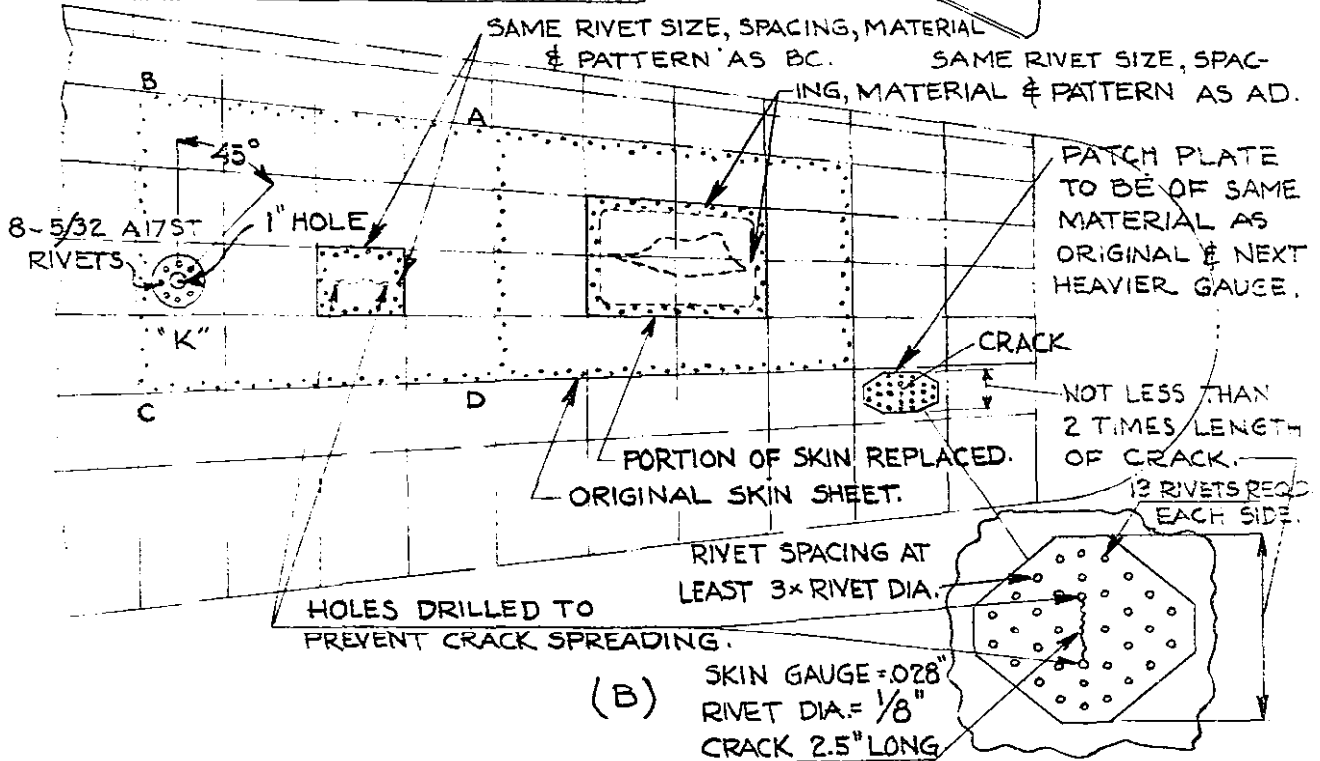 SAME RIVET SIZE, SPACING, MATERIAL
& PATTERN AS BC.
SAME RIVET SIZE, SPAC-
ING, MATERIAL & PATTERN AS AD.
B
A
45°
PATCH PLATE
TO BE OF SAME
MATERIAL AS
ORIGINAL & NEXT
HEAVIER GAUGE.
8-5/32 A17ST
RIVETS
1" HOLE
"K"
CRACK
C
D
NOT LESS THAN
2 TIMES LENGTH
OF CRACK.
PORTION OF SKIN REPLACED.
ORIGINAL SKIN SHEET.
13 RIVETS REQD
EACH SIDE.
RIVET SPACING AT
LEAST 3x RIVET DIA.
HOLES DRILLED TO
PREVENT CRACK SPREADING.
(B)
SKIN GAUGE=.028"
RIVET DIA.= 1/8"
CRACK 2.5" LONG